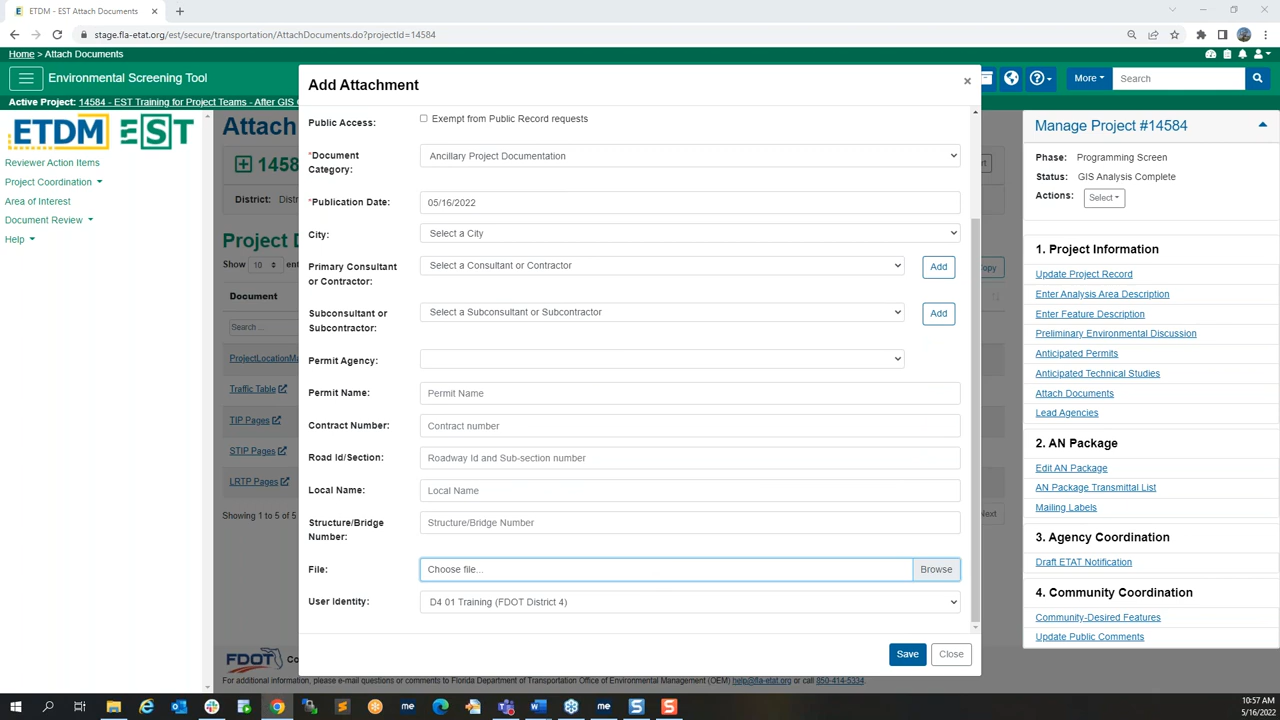 ETDM - EST Attach Documents
stage.fla-etat.org/est/secure/transportation/AttachDocuments.do?projectId=14584
Home > Attach Documents
Environmental Screening Tool
More
Search
Active Project: 14584 - EST Training for Project Teams - After GIS
ETDM EST
Reviewer Action Items
Project Coordination
Area of Interest
Document Review
Help
Attach
1458
District: Distr
Project D
Show 10 ent
Document
Search ...
ProjectLocationMa
Traffic Table
TIP Pages
STIP Pages
LRTP Pages
Showing 1 to 5 of 5
opy
Next
Add Attachment
×
Public Access:
Exempt from Public Record requests
*Document Category:
Ancillary Project Documentation
*Publication Date:
05/16/2022
City:
Select a City
Primary Consultant or Contractor:
Select a Consultant or Contractor
Add
Subconsultant or Subcontractor:
Select a Subconsultant or Subcontractor
Add
Permit Agency:
Permit Name:
Permit Name
Contract Number:
Contract number
Road Id/Section:
Roadway Id and Sub-section number
Local Name:
Local Name
Structure/Bridge Number:
Structure/Bridge Number
File:
Choose file...
Browse
User Identity:
D4 01 Training (FDOT District 4)
Save
Close
Manage Project #14584
Phase: Programming Screen
Status: GIS Analysis Complete
Actions: Select
1. Project Information
Update Project Record
Enter Analysis Area Description
Enter Feature Description
Preliminary Environmental Discussion
Anticipated Permits
Anticipated Technical Studies
Attach Documents
Lead Agencies
2. AN Package
Edit AN Package
AN Package Transmittal List
Mailing Labels
3. Agency Coordination
Draft ETAT Notification
4. Community Coordination
Community-Desired Features
Update Public Comments
FDOT Co
For additional information, please e-mail questions or comments to Florida Department of Transportation Office of Environmental Management (OEM) help@fla-etat.org or call 850-414-5334.
10:57 AM
5/16/2022